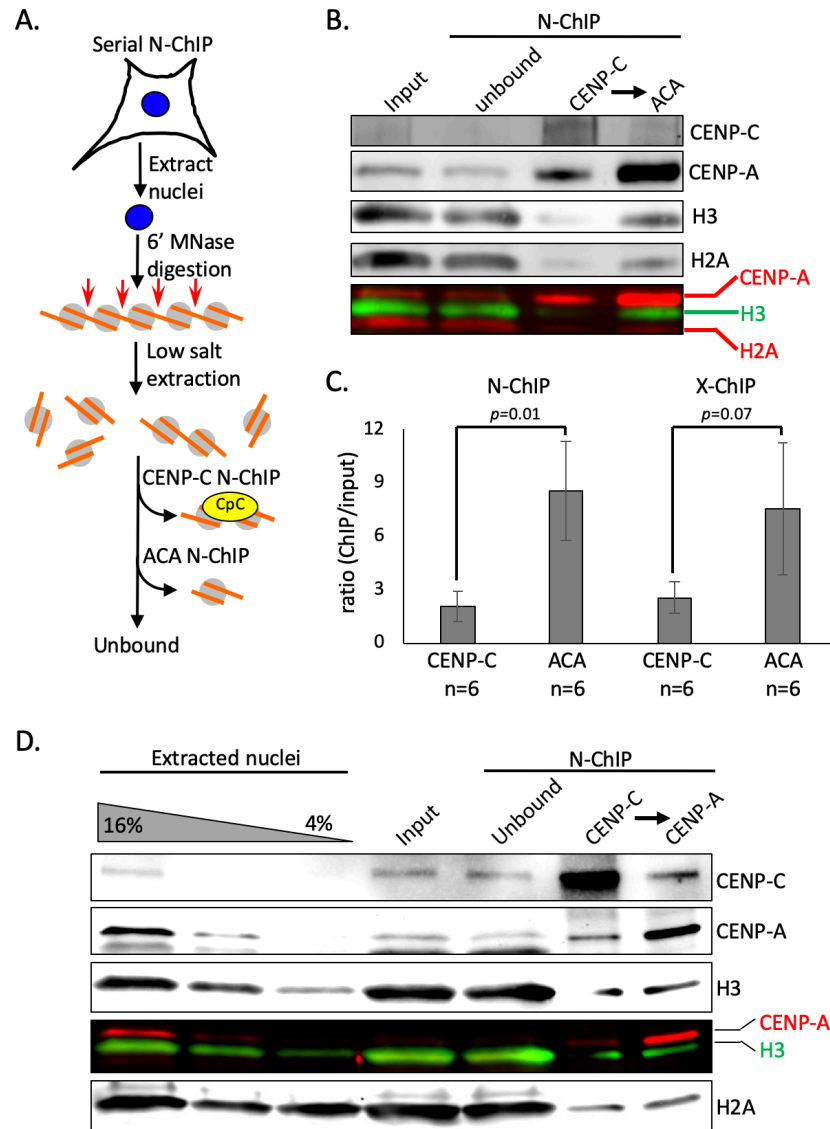 A.
Serial N-ChIP
Extract
nuclei
6’ MNase
digestion
Low salt
extraction
CENP-C N-ChIP
CpC
ACA N-ChIP
Unbound
B.
N-ChIP
Input
unbound
CENP-C
ACA
CENP-C
CENP-A
H3
H2A
CENP-A
H3
H2A
C.
N-ChIP
X-ChIP
p=0.01
p=0.07
ratio (ChIP/input)
12
9
6
3
0
CENP-C
ACA
CENP-C
ACA
n=6
n=6
n=6
n=6
D.
Extracted nuclei
N-ChIP
16%
4%
Input
Unbound
CENP-C
CENP-A
CENP-C
CENP-A
H3
CENP-A
H3
H2A